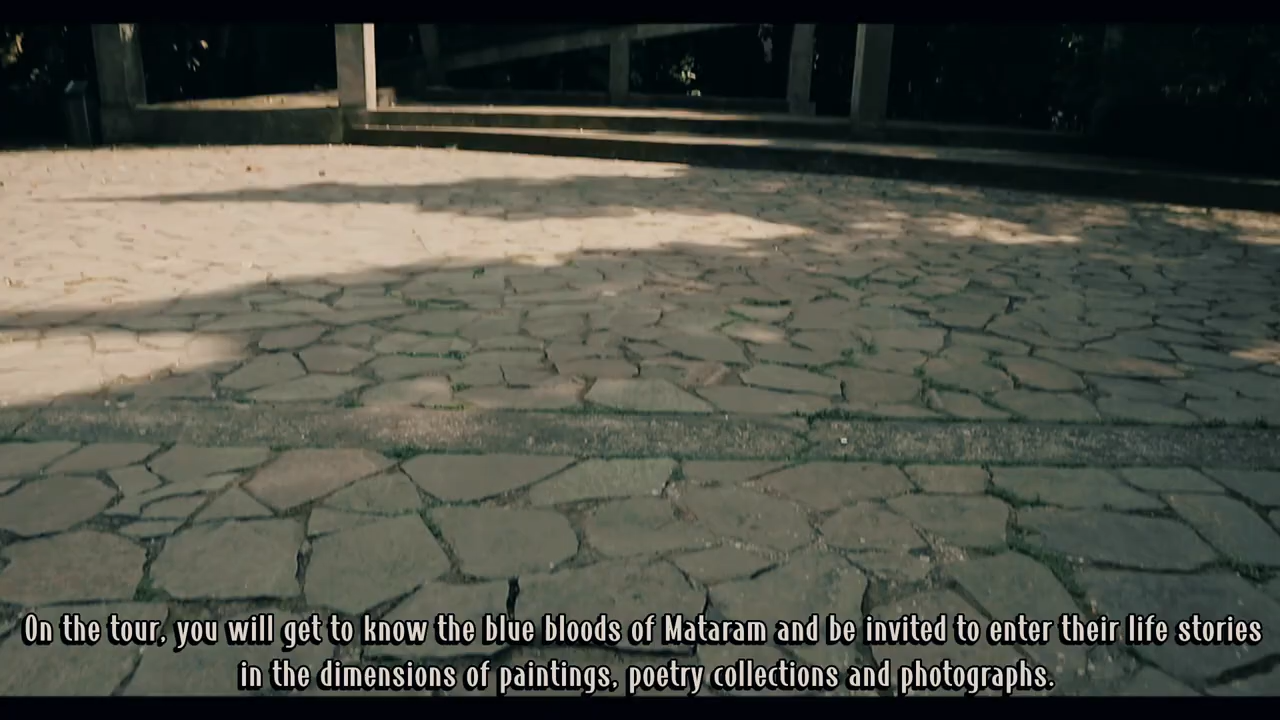 On the tour, you will get to know the blue bloods of Mataram and be invited to enter their life stories
in the dimensions of paintings, poetry collections and photographs.